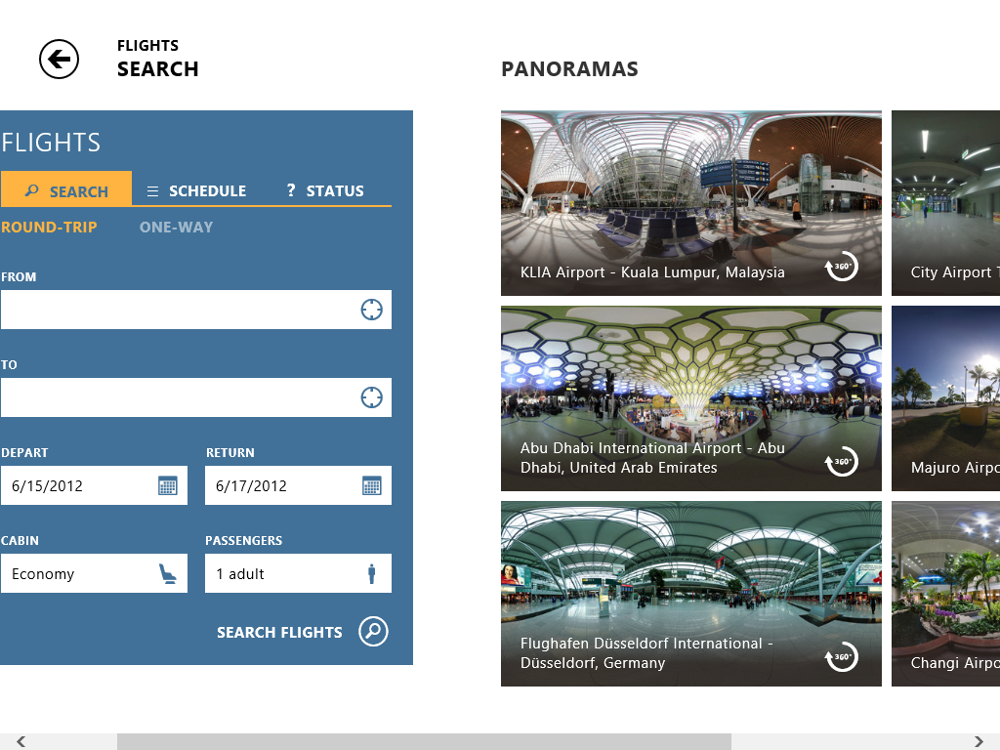 FLIGHTS
SEARCH
FLIGHTS
SEARCH
SCHEDULE
? STATUS
ROUND-TRIP
ONE-WAY
FROM
TO
DEPART
RETURN
6/15/2012
6/17/2012
CABIN
PASSENGERS
Economy
1 adult
SEARCH FLIGHTS
PANORAMAS
KLIA Airport - Kuala Lumpur, Malaysia
360°
Abu Dhabi International Airport - Abu
Dhabi, United Arab Emirates
360°
Flughafen Düsseldorf International -
Düsseldorf, Germany
360°
City Airport
Majuro Airpo
Changi Airpo